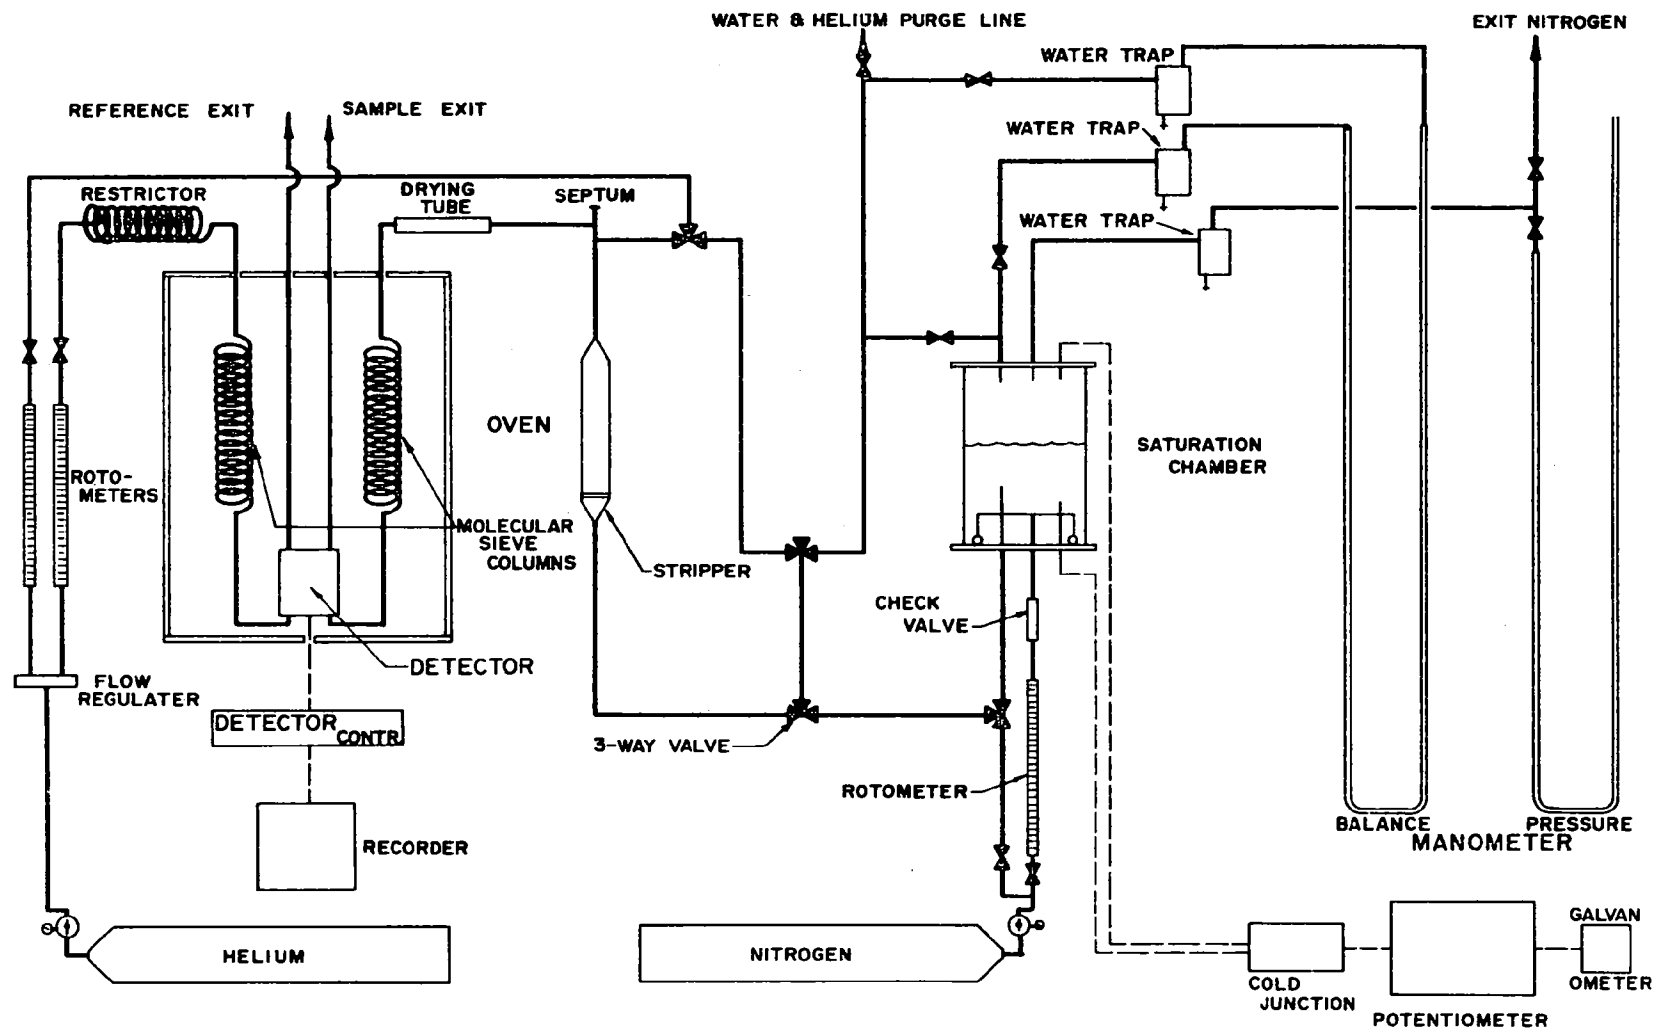 WATER & HELIUM PURGE LINE
EXIT NITROGEN
WATER TRAP
REFERENCE EXIT
SAMPLE EXIT
WATER TRAP
RESTRICTOR
DRYING
TUBE
SEPTUM
WATER TRAP
OVEN
SATURATION
CHAMBER
ROTO-
METERS
MOLECULAR
SIEVE
COLUMNS
STRIPPER
CHECK
VALVE
DETECTOR
FLOW
REGULATER
DETECTOR
CONTR.
3-WAY VALVE
ROTOMETER
BALANCE
PRESSURE
MANOMETER
RECORDER
HELIUM
NITROGEN
GALVAN
OMETER
COLD
JUNCTION
POTENTIOMETER